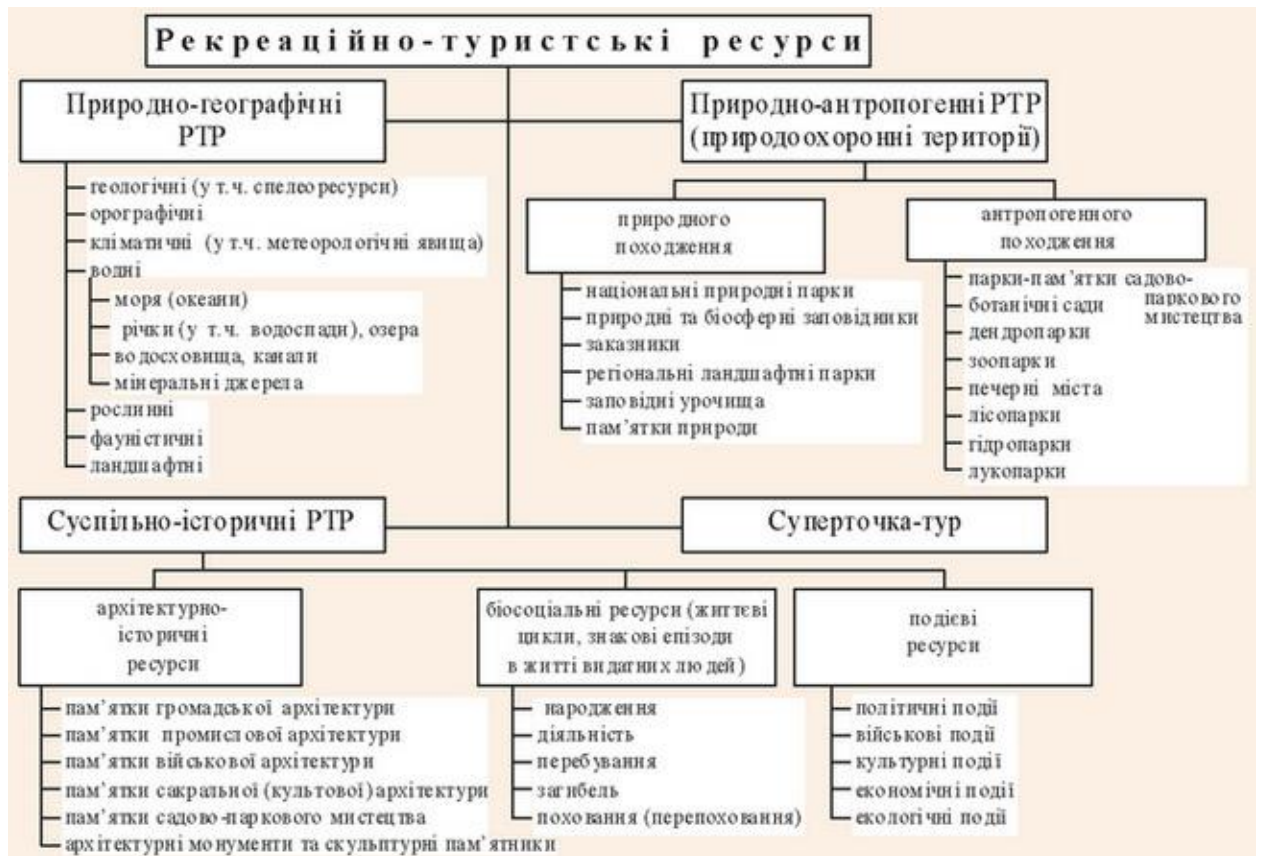 Рекреаційно-туристські ресурси
Природно-географічні
РТР
геологічні (у т.ч. спелеоресурси)
орографічні
кліматичні (у т.ч. метеорологічні явища)
водні
моря (океани)
річки (у т.ч. водоспади), озера
водосховища, канали
мінеральні джерела
рослинні
фауністичні
ландшафтні
Природно-антропогенні РТР
(природоохоронні території)
природного
походження
національні природні парки
природні та біосферні заповідники
заказники
регіональні ландшафтні парки
заповідні урочища
пам’ятки природи
антропогенного
походження
парки-пам’ятки садово-
паркового
мистецтва
ботанічні сади
дендропарки
зоопарки
печерні міста
лісопарки
гідропарки
лукопарки
Суспільно-історичні РТР
Суперточка-тур
архітектурно-
історичні
ресурси
пам’ятки громадської архітектури
пам’ятки промислової архітектури
пам’ятки військової архітектури
пам’ятки сакральної (культової) архітектури
пам’ятки садово-паркового мистецтва
архітектурні монументи та скульптурні пам’ятники
біосоціальні ресурси (життєві
цикли, знакові епізоди
в житті видатних людей)
народження
діяльність
перебування
загибель
поховання (перепоховання)
подієві
ресурси
політичні події
військові події
культурні події
економічні події
екологічні події